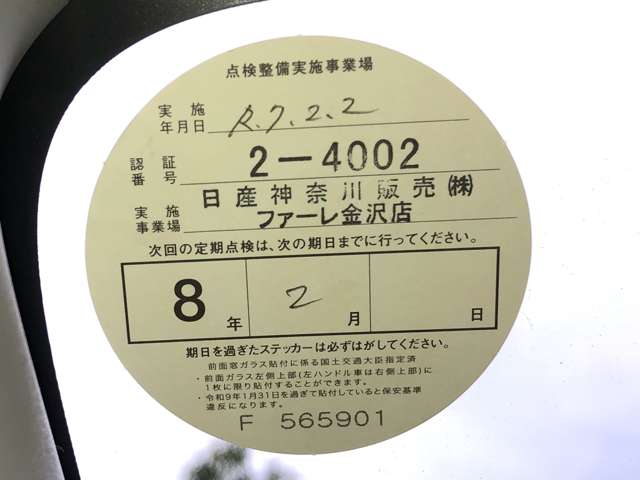 点検整備実施事業場
実施
年月日
R.7.2.2
認証
番号
2-4002
実施
事業場
日産神奈川販売㈱
ファーレ金沢店
次回の定期点検は、次の期日までに行ってください。
8年 2月 日
期日を過ぎたステッカーは必ずはがしてください。
前面窓ガラス貼付に係る国土交通大臣指定済
・前面ガラス左側上部(左ハンドル車は右側上部)に
1枚に限り貼付することができます。
・令和9年1月31日を過ぎて貼付していると保安基準
違反になります。
F 565901